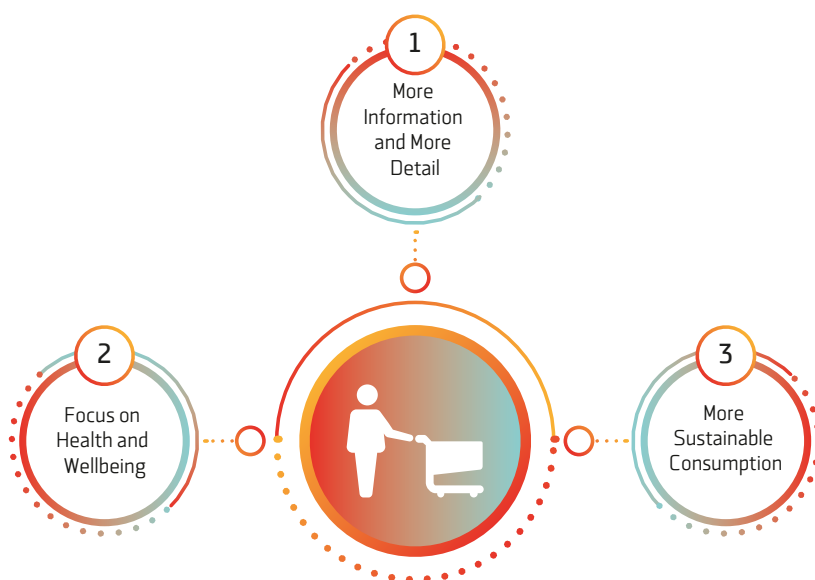 1
More
Information
and More
Detail
2
Focus on
Health and
Wellbeing
3
More
Sustainable
Consumption